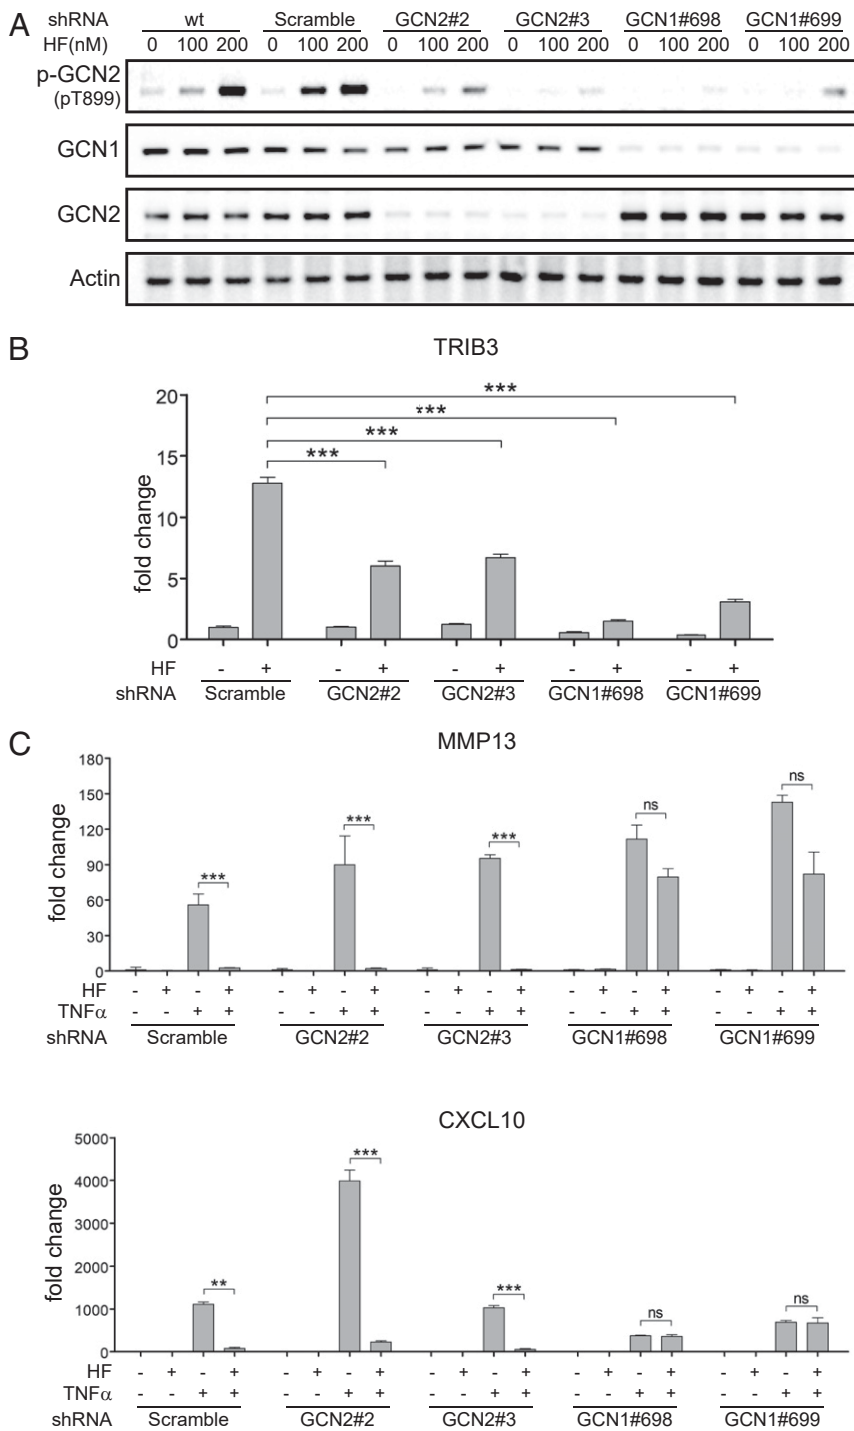 A
shRNA wt Scramble GCN2#2 GCN2#3 GCN1#698 GCN1#699
HF(nM) 0 100 200 0 100 200 0 100 200 0 100 200 0 100 200 0 100 200
p-GCN2
(pT899)
GCN1
GCN2
Actin
B
TRIB3
20
15
10
5
0
fold change
***
***
***
***
HF - + - + - + - + - +
shRNA Scramble GCN2#2 GCN2#3 GCN1#698 GCN1#699
C
MMP13
180
150
120
90
60
30
0
fold change
*** *** *** ns ns
HF - + - + - + - + - + - + - + - + - + - +
TNFα - - + + - - + + - - + + - - + + - - + +
shRNA Scramble GCN2#2 GCN2#3 GCN1#698 GCN1#699
CXCL10
5000
4000
3000
2000
1000
0
fold change
** *** *** ns ns
HF - + - + - + - + - + - + - + - + - + - +
TNFα - - + + - - + + - - + + - - + + - - + +
shRNA Scramble GCN2#2 GCN2#3 GCN1#698 GCN1#699